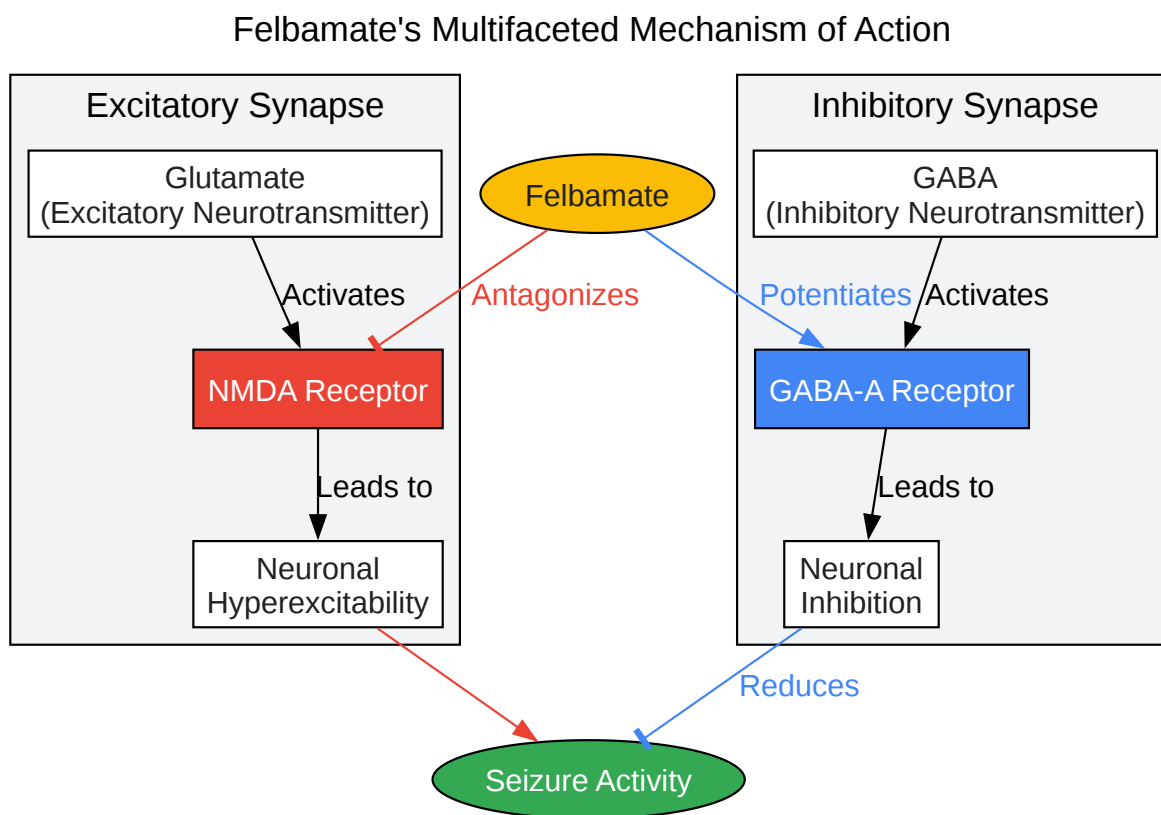 Felbamate's Multifaceted Mechanism of Action
Excitatory Synapse
Inhibitory Synapse
Glutamate
(Excitatory Neurotransmitter)
Felbamate
GABA
(Inhibitory Neurotransmitter)
Activates
Antagonizes
Potentiates
Activates
NMDA Receptor
GABA-A Receptor
Leads to
Leads to
Neuronal
Hyperexcitability
Neuronal
Inhibition
Reduces
Seizure Activity